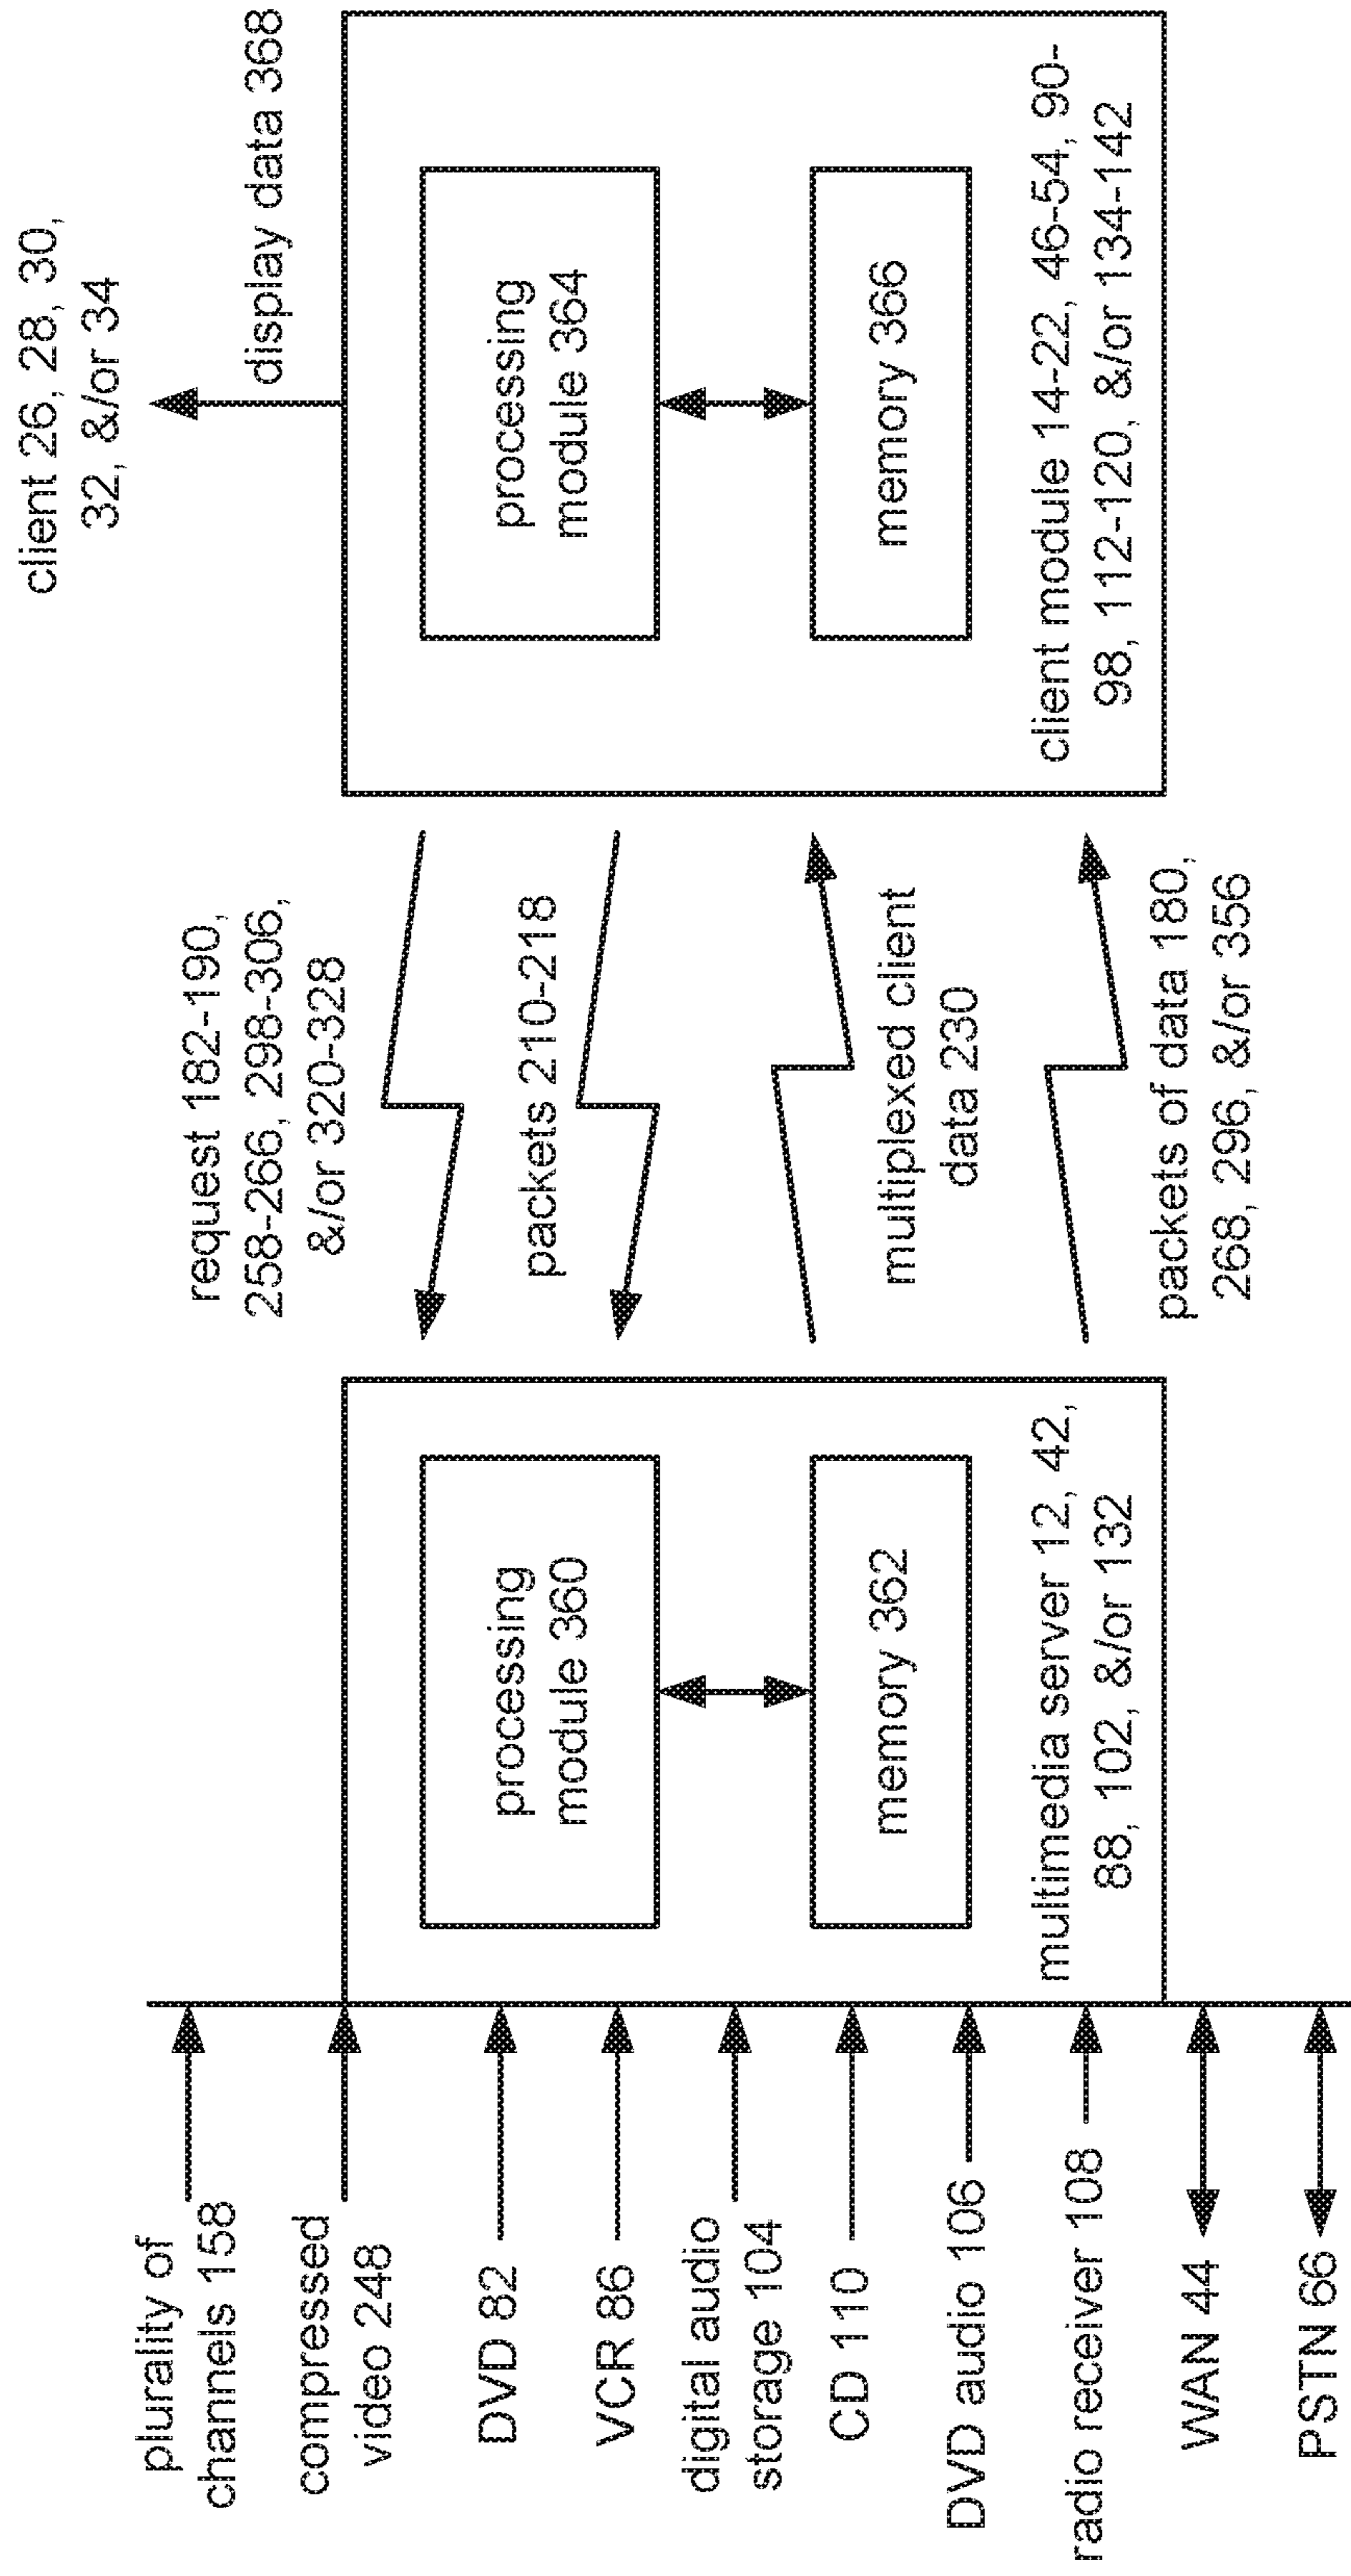 plurality of
channels 158
compressed
video 248
DVD 82
VCR 86
digital audio
storage 104
CD 110
DVD audio 106
radio receiver 108
WAN 44
PSTN 66
processing
module 360
memory 362
multimedia server 12, 42,
88, 102, &/or 132
request 182-190,
258-266, 298-306,
&/or 320-328
packets 210-218
multiplexed client
data 230
packets of data 180,
268, 296, &/or 356
client 26, 28, 30,
32, &/or 34
display data 368
processing
module 364
memory 366
client module 14-22, 46-54, 90-
98, 112-120, &/or 134-142